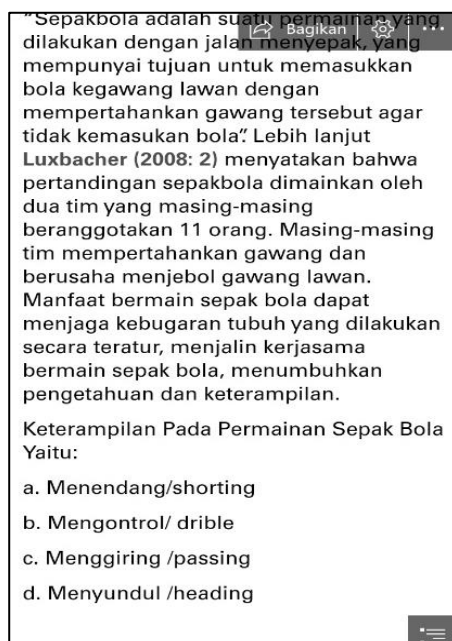 "Sepakbola adalah suatu permainan yang
Bagikan
dilakukan dengan jalan menyepak, yang
mempunyai tujuan untuk memasukkan
bola kegawang lawan dengan
mempertahankan gawang tersebut agar
tidak kemasukan bola". Lebih lanjut
Luxbacher (2008: 2) menyatakan bahwa
pertandingan sepakbola dimainkan oleh
dua tim yang masing-masing
beranggotakan 11 orang. Masing-masing
tim mempertahankan gawang dan
berusaha menjebol gawang lawan.
Manfaat bermain sepak bola dapat
menjaga kebugaran tubuh yang dilakukan
secara teratur, menjalin kerjasama
bermain sepak bola, menumbuhkan
pengetahuan dan keterampilan.
Keterampilan Pada Permainan Sepak Bola
Yaitu:
a. Menendang/shorting
b. Mengontrol/ drible
c. Menggiring /passing
d. Menyundul /heading